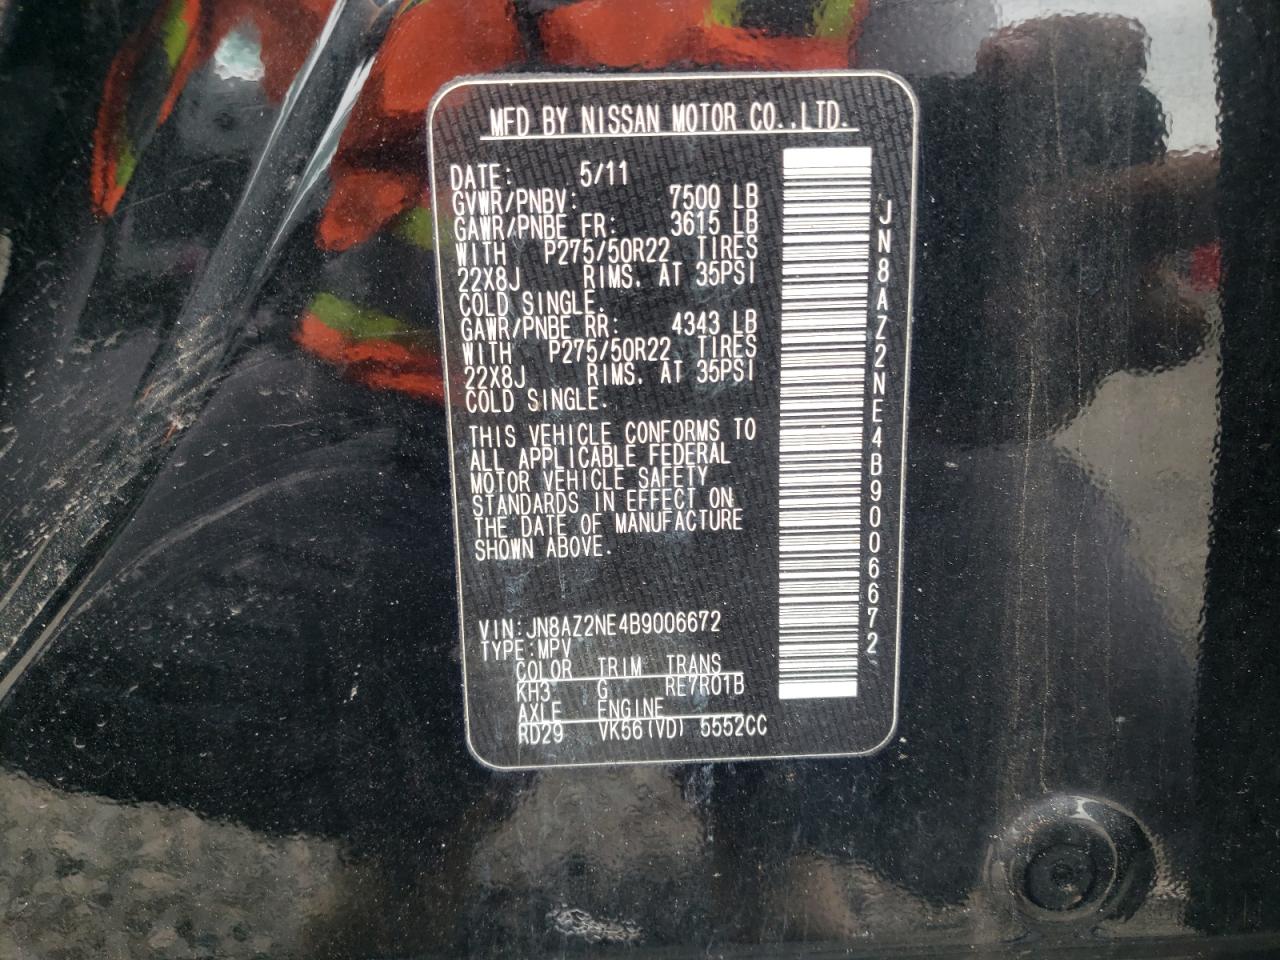 MFD BY NISSAN MOTOR CO.,LTD.
DATE: 5/11
GVWR/PNBV: 7500 LB
GAWR/PNBE FR: 3615 LB
WITH P275/50R22 TIRES
22X8J RIMS. AT 35PSI
COLD SINGLE.
GAWR/PNBE RR: 4343 LB
WITH P275/50R22 TIRES
22X8J RIMS. AT 35PSI
COLD SINGLE.
THIS VEHICLE CONFORMS TO
ALL APPLICABLE FEDERAL
MOTOR VEHICLE SAFETY
STANDARDS IN EFFECT ON
THE DATE OF MANUFACTURE
SHOWN ABOVE.
VIN:JN8AZ2NE4B9006672
TYPE:MPV
COLOR TRIM TRANS
KH3 G RE7R01B
AXLE ENGINE
RD29 VK56(VD) 5552CC
JN8AZ2NE4B9006672